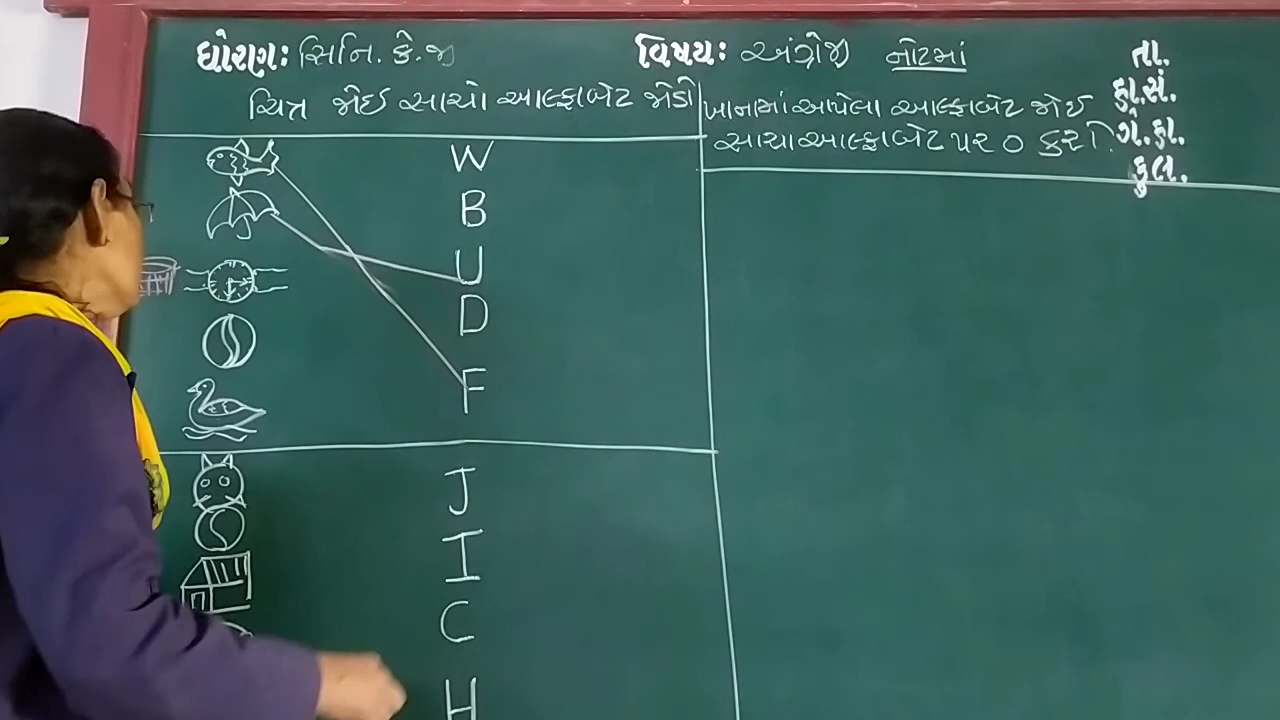 ધોરણ: સિનિ. કે.જી
વિષય: અંગ્રેજી નોટમાં
તા.
ફા.સં.
ગે.ફા.
કુલ.
ચિત્ર જોઈ સાચો આલ્ફાબેટ જોડો
ખાનામાં આપેલા આલ્ફાબેટ જોઈ
સાચા આલ્ફાબેટ પર ૦ કરો.
W
B
U
D
F
J
I
C
H